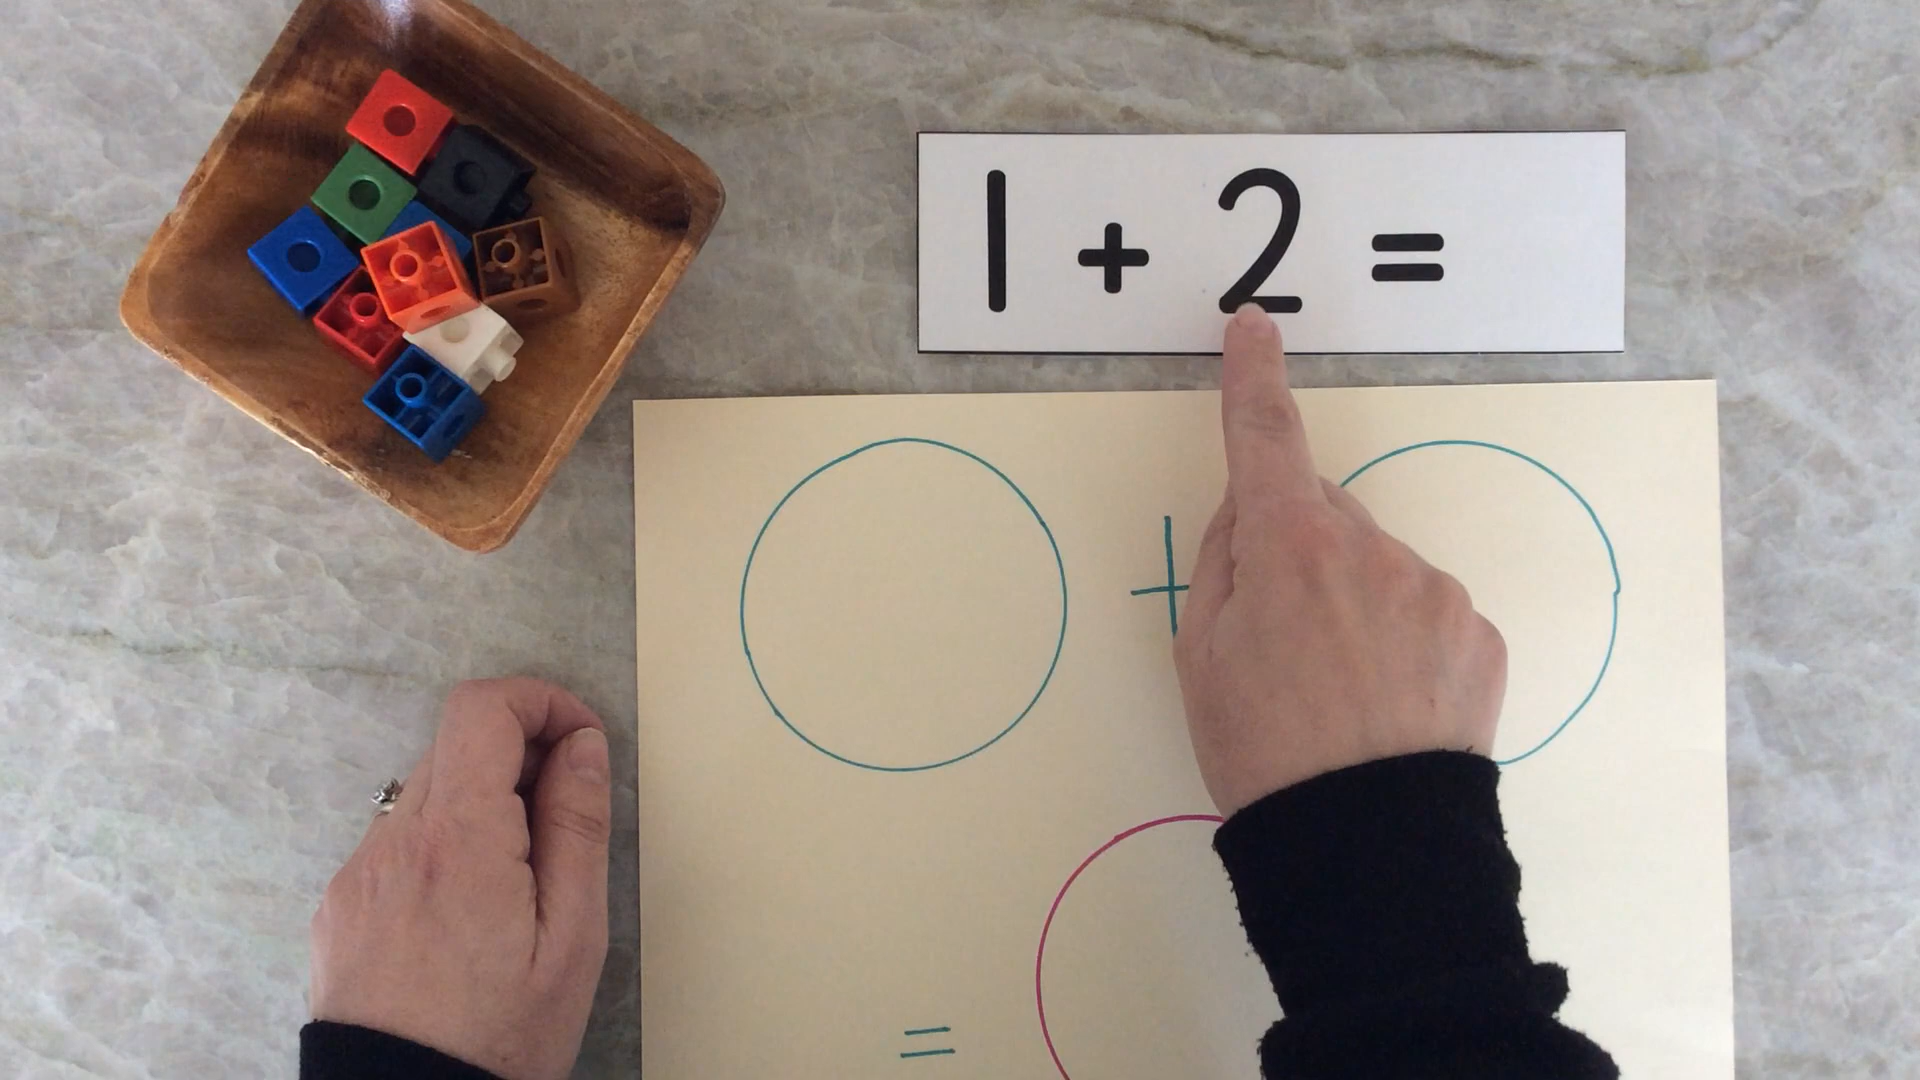 1 + 2 =
+
=